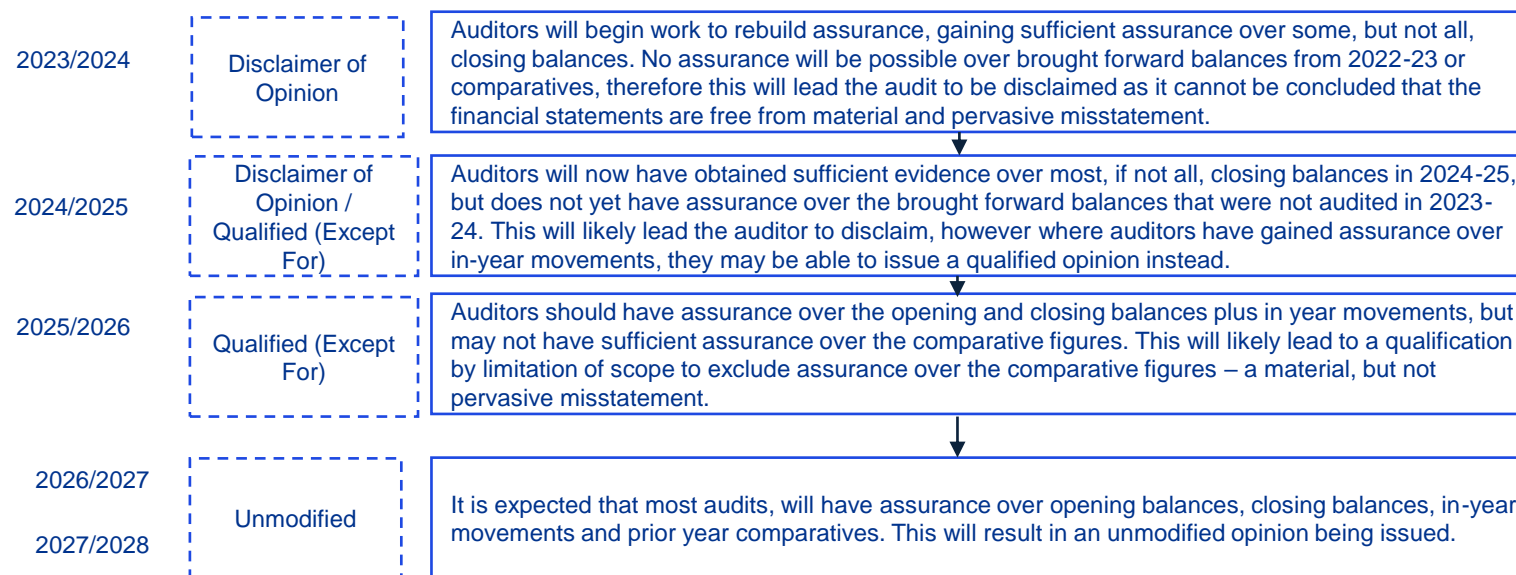 2023/2024
Disclaimer of
Opinion
Auditors will begin work to rebuild assurance, gaining sufficient assurance over some, but not all,
closing balances. No assurance will be possible over brought forward balances from 2022-23 or
comparatives, therefore this will lead the audit to be disclaimed as it cannot be concluded that the
financial statements are free from material and pervasive misstatement.
2024/2025
Disclaimer of
Opinion /
Qualified (Except
For)
Auditors will now have obtained sufficient evidence over most, if not all, closing balances in 2024-25,
but does not yet have assurance over the brought forward balances that were not audited in 2023-
24. This will likely lead the auditor to disclaim, however where auditors have gained assurance over
in-year movements, they may be able to issue a qualified opinion instead.
2025/2026
Qualified (Except
For)
Auditors should have assurance over the opening and closing balances plus in year movements, but
may not have sufficient assurance over the comparative figures. This will likely lead to a qualification
by limitation of scope to exclude assurance over the comparative figures – a material, but not
pervasive misstatement.
2026/2027
2027/2028
Unmodified
It is expected that most audits, will have assurance over opening balances, closing balances, in-year
movements and prior year comparatives. This will result in an unmodified opinion being issued.